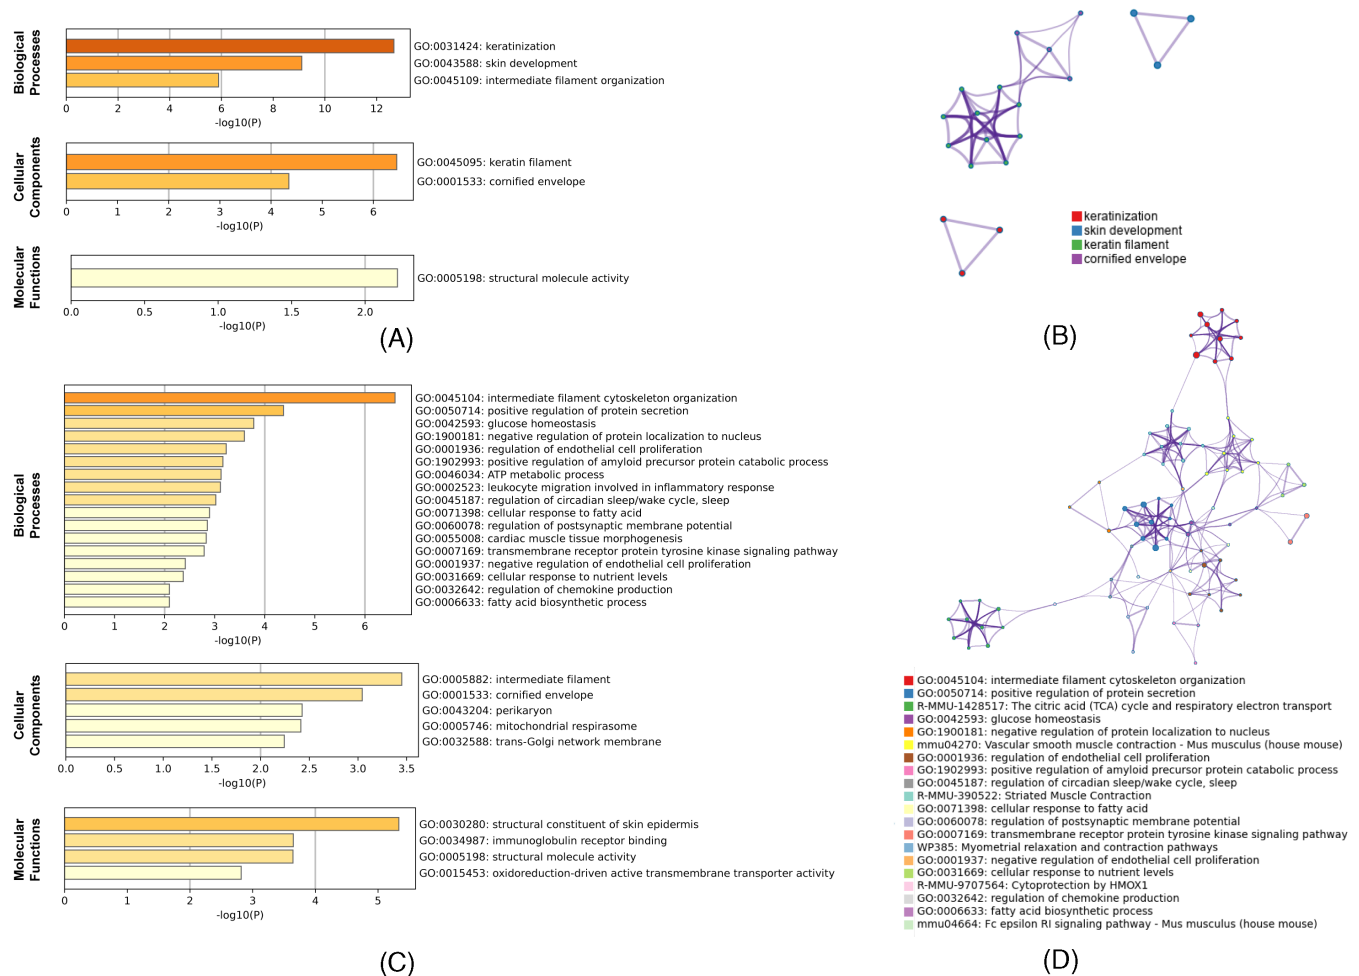 Biological
Processes
GO:0031424: keratinization
GO:0043588: skin development
GO:0045109: intermediate filament organization
0 2 4 6 8 10 12
-log10(P)
Cellular
Components
GO:0045095: keratin filament
GO:0001533: cornified envelope
0 1 2 3 4 5 6
-log10(P)
Molecular
Functions
GO:0005198: structural molecule activity
0.0 0.5 1.0 1.5 2.0
-log10(P)
(A)
keratinization
skin development
keratin filament
cornified envelope
(B)
Biological
Processes
GO:0045104: intermediate filament cytoskeleton organization
GO:0050714: positive regulation of protein secretion
GO:0042593: glucose homeostasis
GO:1900181: negative regulation of protein localization to nucleus
GO:0001936: regulation of endothelial cell proliferation
GO:1902993: positive regulation of amyloid precursor protein catabolic process
GO:0046034: ATP metabolic process
GO:0002523: leukocyte migration involved in inflammatory response
GO:0045187: regulation of circadian sleep/wake cycle, sleep
GO:0071398: cellular response to fatty acid
GO:0060078: regulation of postsynaptic membrane potential
GO:0055008: cardiac muscle tissue morphogenesis
GO:0007169: transmembrane receptor protein tyrosine kinase signaling pathway
GO:0001937: negative regulation of endothelial cell proliferation
GO:0031669: cellular response to nutrient levels
GO:0032642: regulation of chemokine production
GO:0006633: fatty acid biosynthetic process
0 1 2 3 4 5 6
-log10(P)
Cellular
Components
GO:0005882: intermediate filament
GO:0001533: cornified envelope
GO:0043204: perikaryon
GO:0005746: mitochondrial respirasome
GO:0032588: trans-Golgi network membrane
0.0 0.5 1.0 1.5 2.0 2.5 3.0 3.5
-log10(P)
Molecular
Functions
GO:0030280: structural constituent of skin epidermis
GO:0034987: immunoglobulin receptor binding
GO:0005198: structural molecule activity
GO:0015453: oxidoreduction-driven active transmembrane transporter activity
0 1 2 3 4 5
-log10(P)
(C)
GO:0045104: intermediate filament cytoskeleton organization
GO:0050714: positive regulation of protein secretion
R-MMU-1428517: The citric acid (TCA) cycle and respiratory electron transport
GO:0042593: glucose homeostasis
GO:1900181: negative regulation of protein localization to nucleus
mmu04270: Vascular smooth muscle contraction - Mus musculus (house mouse)
GO:0001936: regulation of endothelial cell proliferation
GO:1902993: positive regulation of amyloid precursor protein catabolic process
GO:0045187: regulation of circadian sleep/wake cycle, sleep
R-MMU-390522: Striated Muscle Contraction
GO:0071398: cellular response to fatty acid
GO:0060078: regulation of postsynaptic membrane potential
GO:0007169: transmembrane receptor protein tyrosine kinase signaling pathway
WP385: Myometrial relaxation and contraction pathways
GO:0001937: negative regulation of endothelial cell proliferation
GO:0031669: cellular response to nutrient levels
R-MMU-9707564: Cytoprotection by HMOX1
GO:0032642: regulation of chemokine production
GO:0006633: fatty acid biosynthetic process
mmu04664: Fc epsilon RI signaling pathway - Mus musculus (house mouse)
(D)